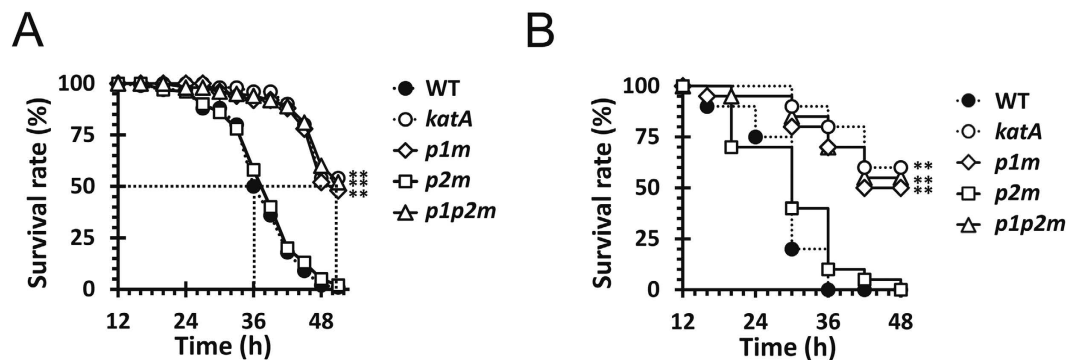 A
Survival rate (%)
100
75
50
25
0
12
24
36
48
Time (h)
**
**
**
WT
katA
p1m
p2m
p1p2m
B
Survival rate (%)
100
75
50
25
0
12
24
36
48
Time (h)
**
**
**
WT
katA
p1m
p2m
p1p2m